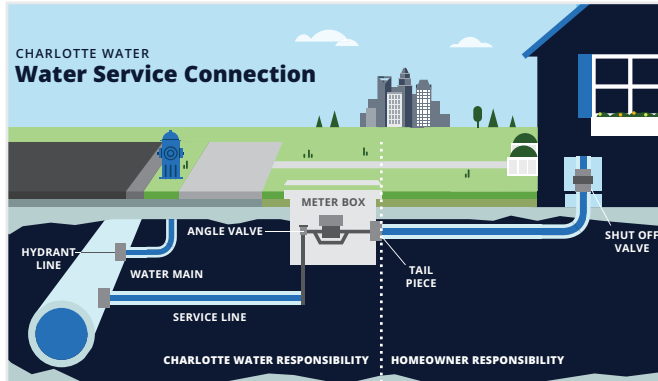 CHARLOTTE WATER
Water Service Connection
METER BOX
ANGLE VALVE
HYDRANT
LINE
WATER MAIN
SHUT OFF
VALVE
TAIL
PIECE
SERVICE LINE
CHARLOTTE WATER RESPONSIBILITY
HOMEOWNER RESPONSIBILITY